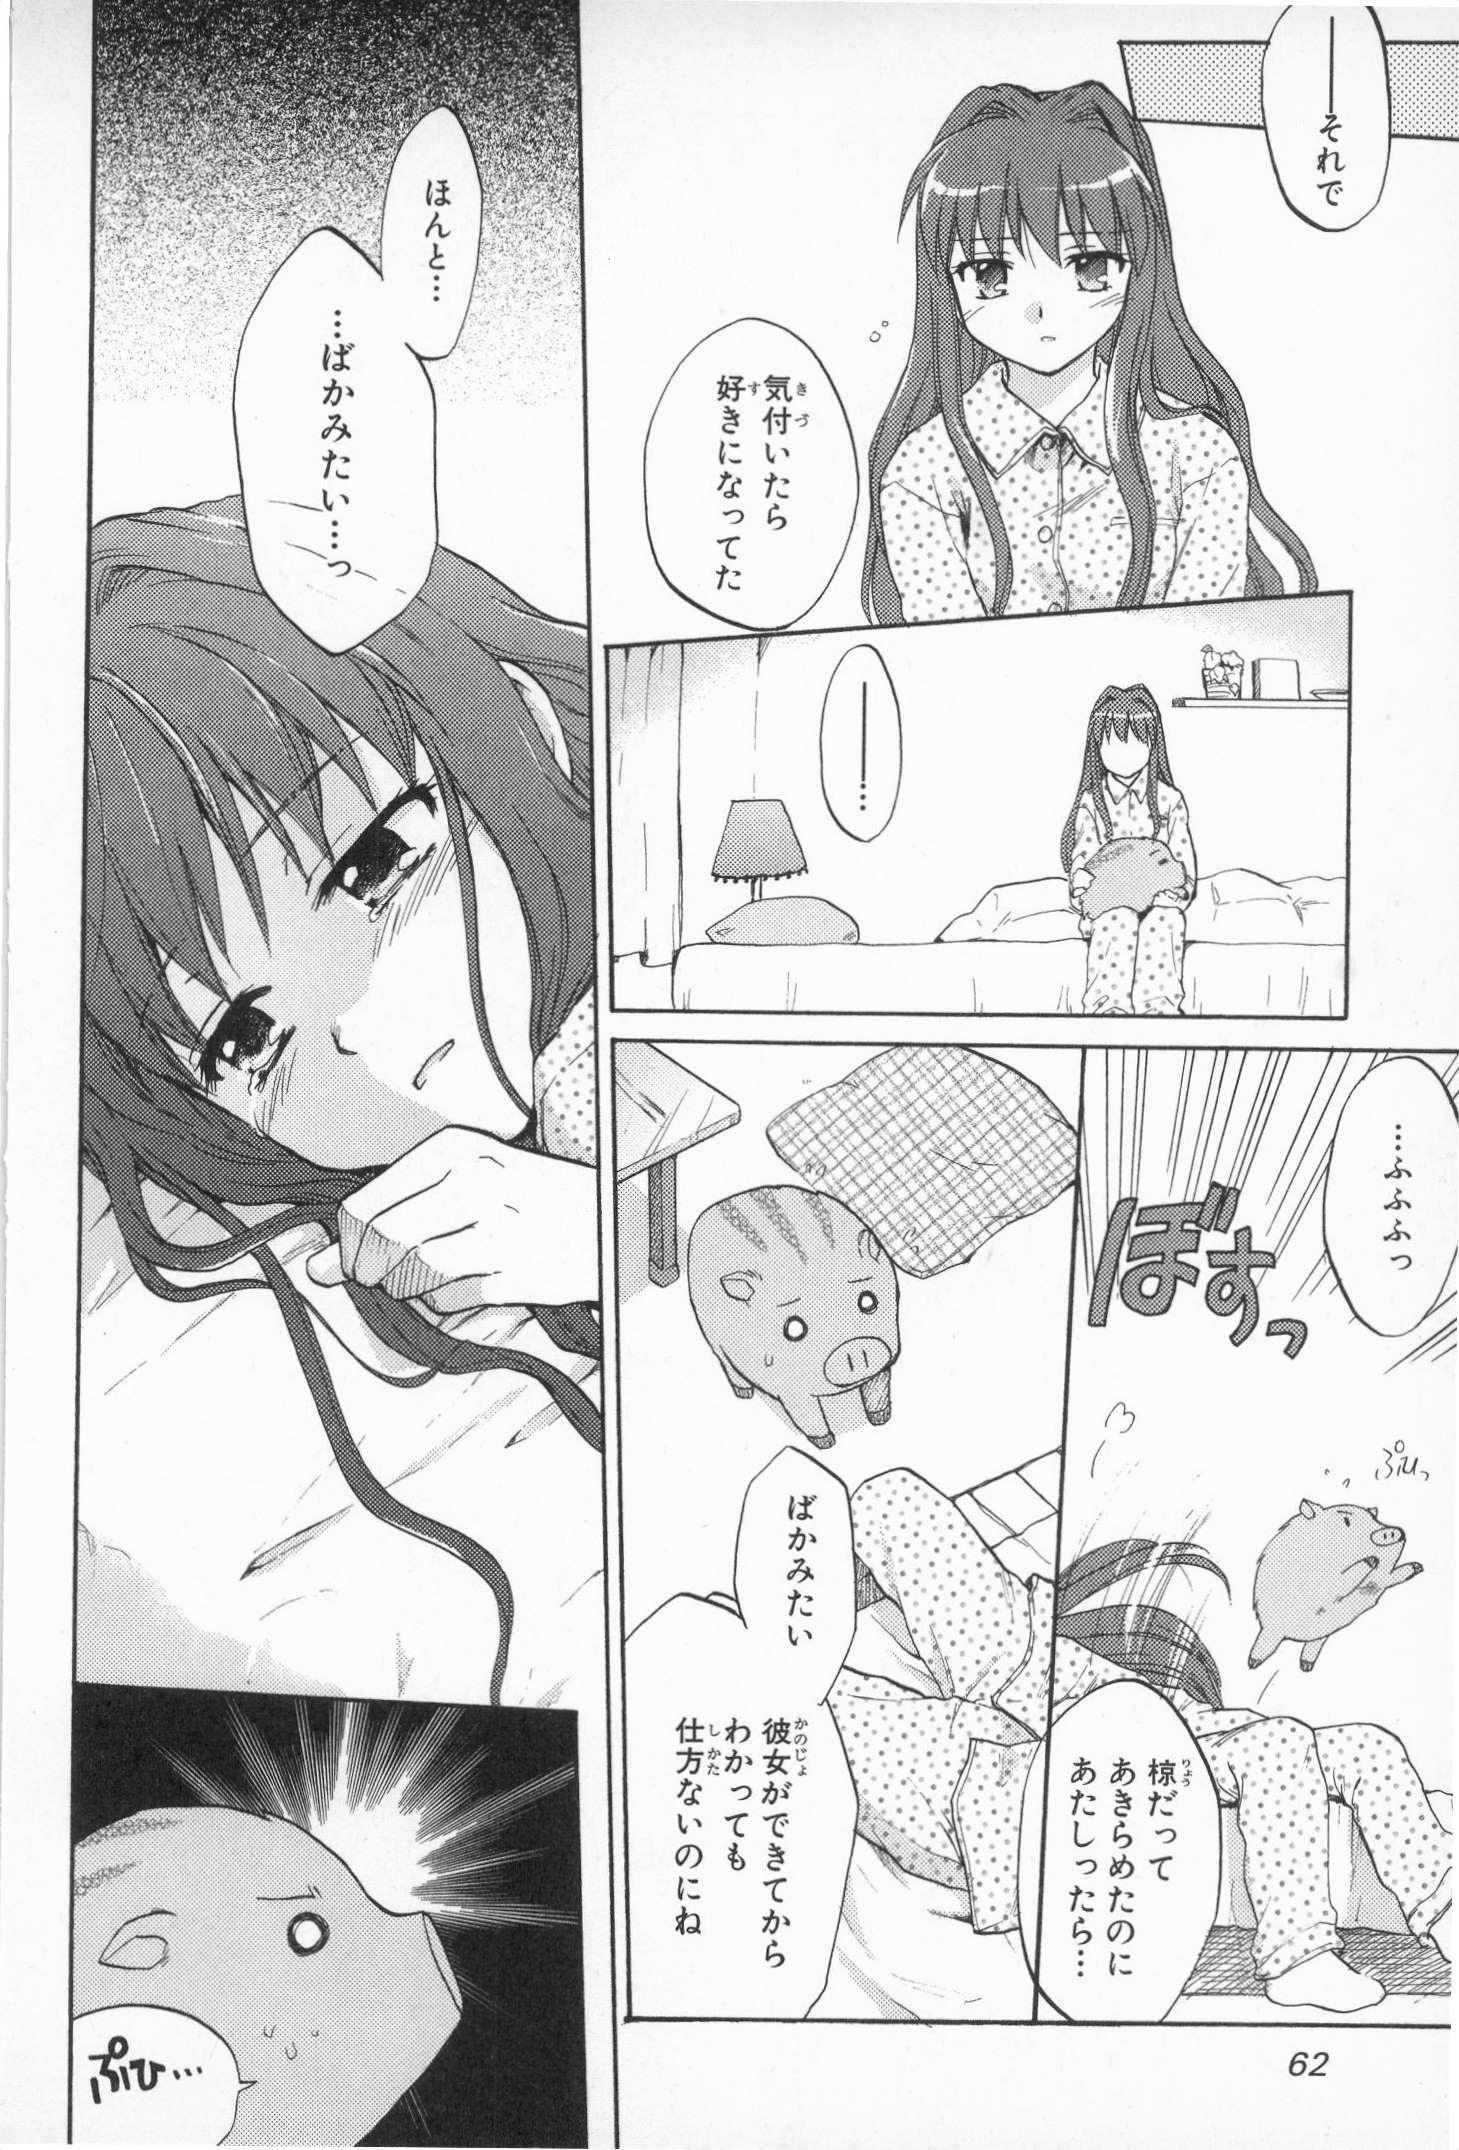 ――それで
気付いたら
好きになってた
――…
…ふふふっ
ぼすっ
ぷひっ
椋だって
あきらめたのに
あたしったら…
ばかみたい
彼女ができてから
わかっても
仕方ないのにね
ほんと…
…ばかみたい…っ
ぷひ…
62